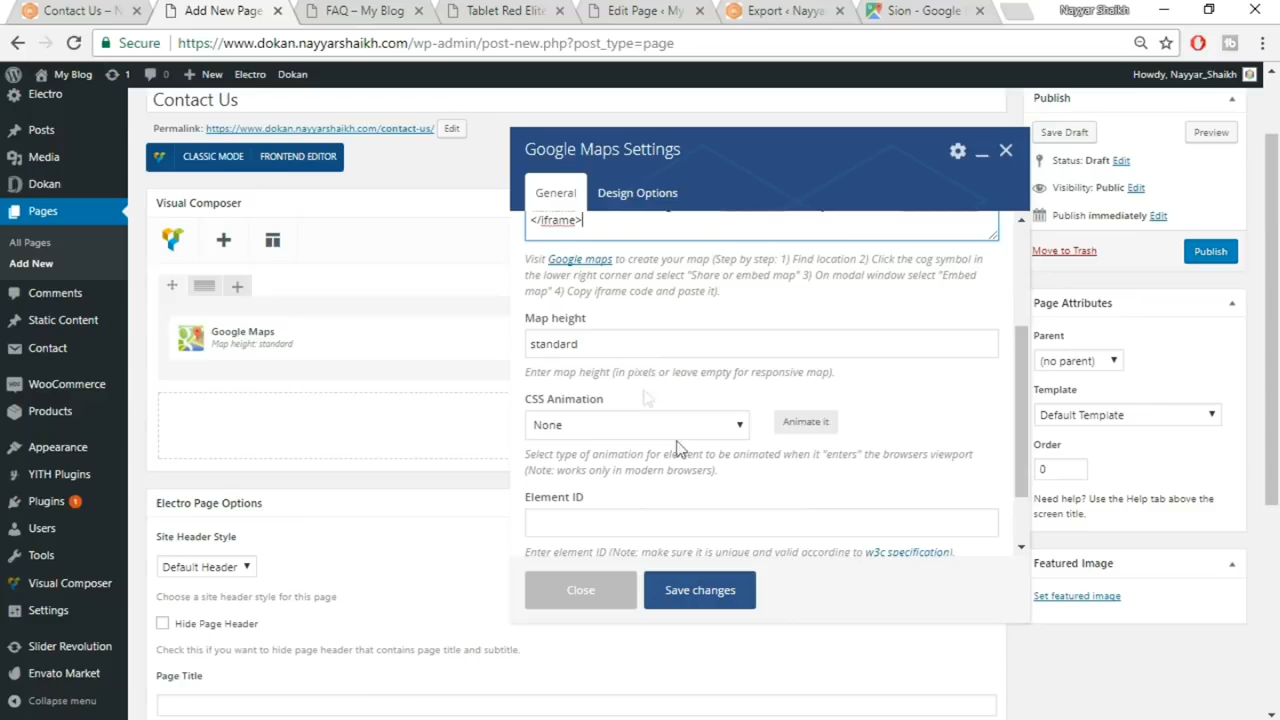 Contact Us – N
Add New Page
FAQ – My Blog
Tablet Red Elite
Edit Page ‹ My
Export ‹ Nayya
Sion - Google
Nayyar Shaikh
Secure
https://www.dokan.nayyarshaikh.com/wp-admin/post-new.php?post_type=page
My Blog
1
New
Electro
Dokan
Howdy, Nayyar_Shaikh
Electro
Posts
Media
Dokan
Pages
All Pages
Add New
Comments
Static Content
Contact
WooCommerce
Products
Appearance
YITH Plugins
Plugins 1
Users
Tools
Visual Composer
Settings
Slider Revolution
Envato Market
Collapse menu
Contact Us
Permalink: https://www.dokan.nayyarshaikh.com/contact-us/ Edit
CLASSIC MODE FRONTEND EDITOR
Visual Composer
Google Maps
Map height: standard
Electro Page Options
Site Header Style
Default Header
Choose a site header style for this page
Hide Page Header
Check this if you want to hide page header that contains page title and subtitle.
Page Title
Google Maps Settings
General
Design Options
</iframe>
Visit Google maps to create your map (Step by step: 1) Find location 2) Click the cog symbol in
the lower right corner and select "Share or embed map" 3) On modal window select "Embed
map" 4) Copy iframe code and paste it).
Map height
standard
Enter map height (in pixels or leave empty for responsive map).
CSS Animation
None
Animate it
Select type of animation for element to be animated when it "enters" the browsers viewport
(Note: works only in modern browsers).
Element ID
Enter element ID (Note: make sure it is unique and valid according to w3c specification).
Close
Save changes
Publish
Save Draft
Preview
Status: Draft Edit
Visibility: Public Edit
Publish immediately Edit
Move to Trash
Publish
Page Attributes
Parent
(no parent)
Template
Default Template
Order
0
Need help? Use the Help tab above the
screen title.
Featured Image
Set featured image